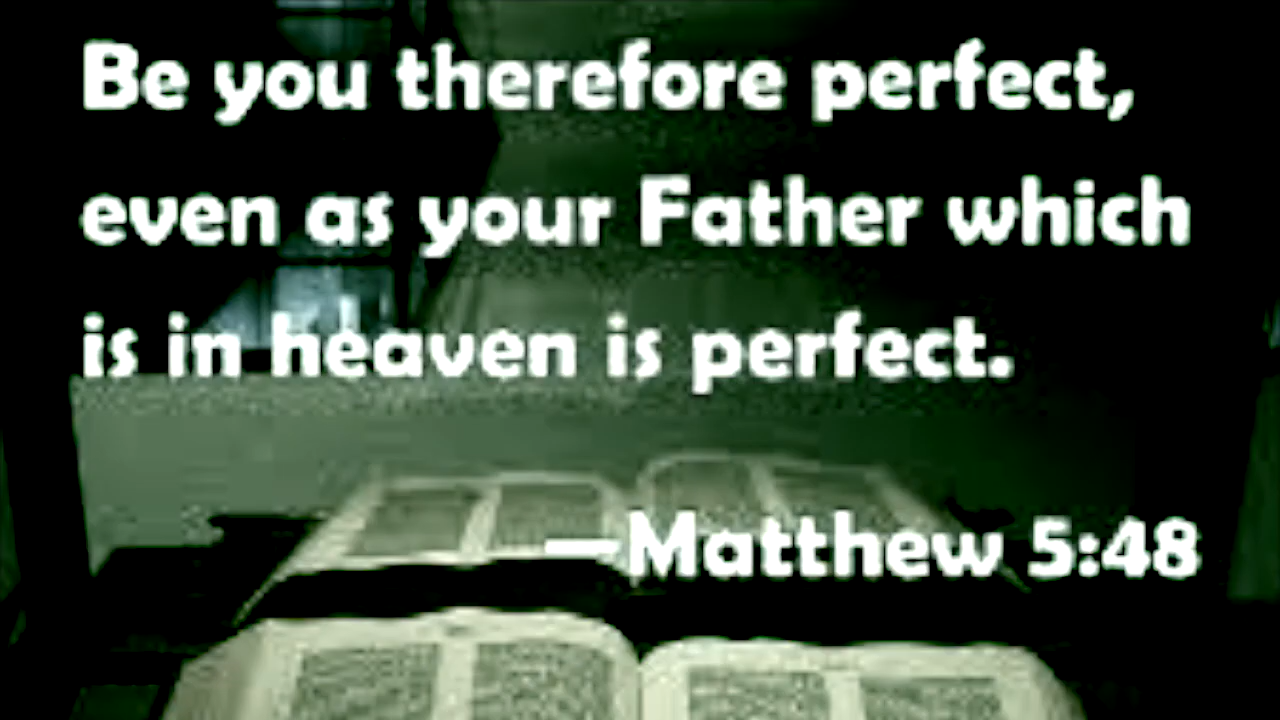 Be you therefore perfect,
even as your Father which
is in heaven is perfect.
—Matthew 5:48